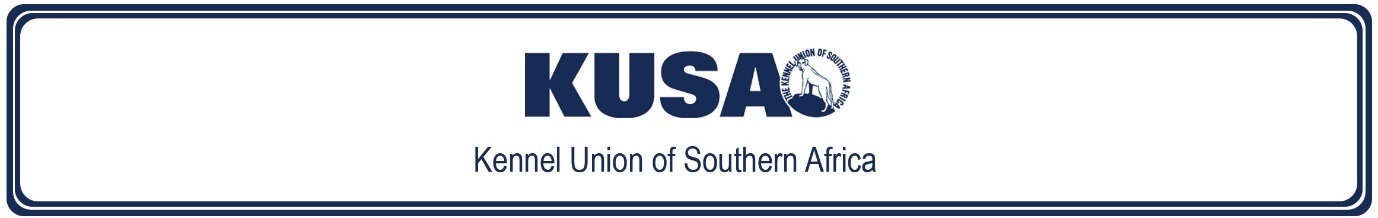 KUSA
THE KENNEL UNION OF SOUTHERN AFRICA
Kennel Union of Southern Africa